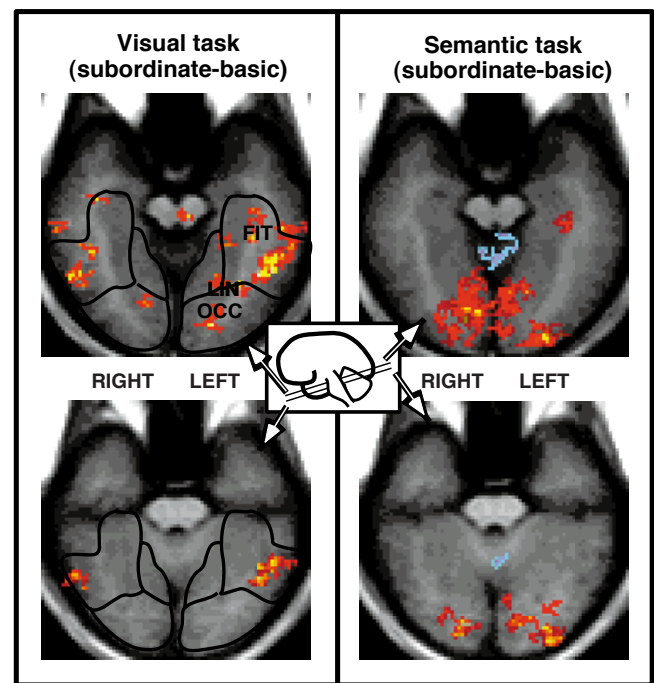 Visual task
(subordinate-basic)
Semantic task
(subordinate-basic)
FIT
LIN
OCC
RIGHT LEFT
RIGHT LEFT